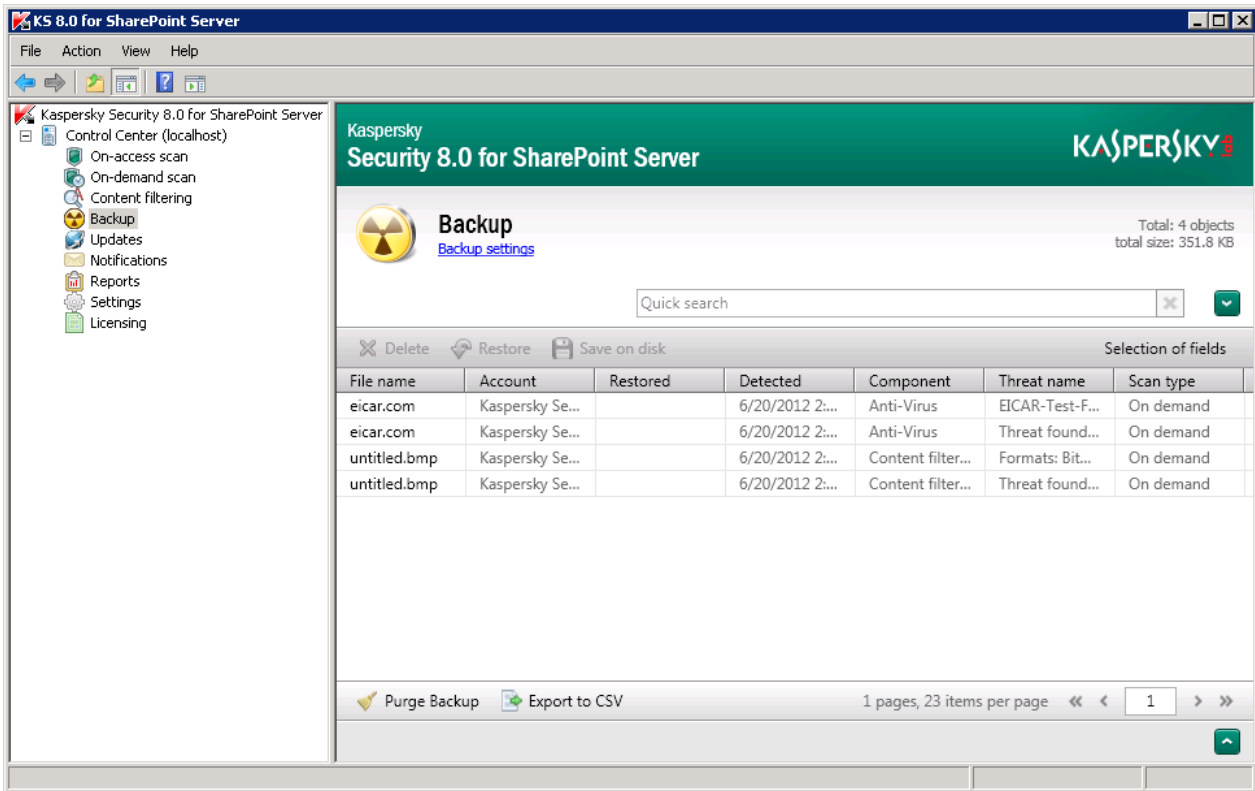 KS 8.0 for SharePoint Server
File Action View Help
Kaspersky Security 8.0 for SharePoint Server
Control Center (localhost)
On-access scan
On-demand scan
Content filtering
Backup
Updates
Notifications
Reports
Settings
Licensing
Kaspersky
Security 8.0 for SharePoint Server
KASPERSKY lab
Backup
Backup settings
Total: 4 objects
total size: 351.8 KB
Quick search
Delete Restore Save on disk Selection of fields
File name Account Restored Detected Component Threat name Scan type
eicar.com Kaspersky Se... 6/20/2012 2:... Anti-Virus EICAR-Test-F... On demand
eicar.com Kaspersky Se... 6/20/2012 2:... Anti-Virus Threat found... On demand
untitled.bmp Kaspersky Se... 6/20/2012 2:... Content filter... Formats: Bit... On demand
untitled.bmp Kaspersky Se... 6/20/2012 2:... Content filter... Threat found... On demand
Purge Backup Export to CSV 1 pages, 23 items per page « < 1 > »